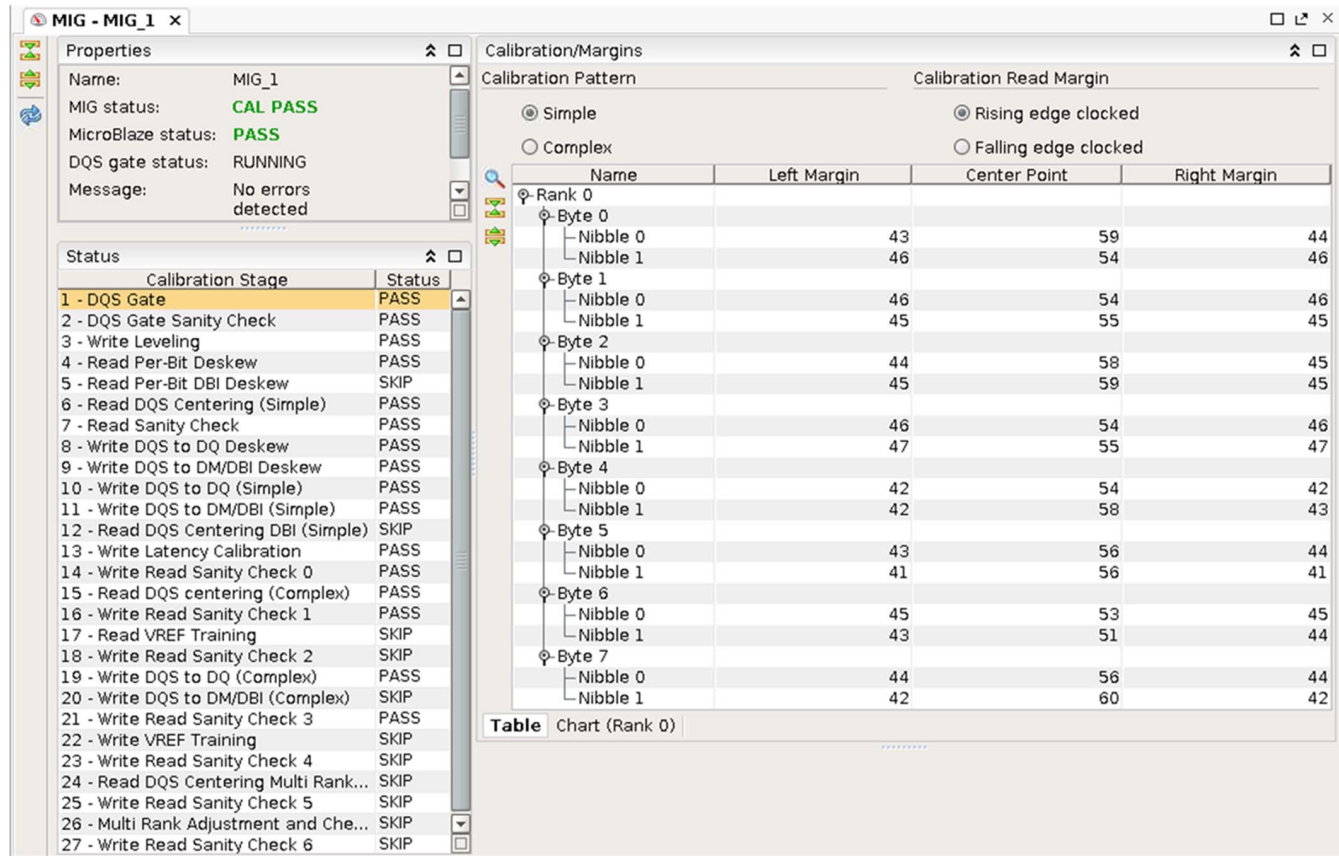 MIG - MIG_1
Properties
Name: MIG_1
MIG status: CAL PASS
MicroBlaze status: PASS
DQS gate status: RUNNING
Message: No errors
detected
Status
Calibration Stage Status
1 - DQS Gate PASS
2 - DQS Gate Sanity Check PASS
3 - Write Leveling PASS
4 - Read Per-Bit Deskew PASS
5 - Read Per-Bit DBI Deskew SKIP
6 - Read DQS Centering (Simple) PASS
7 - Read Sanity Check PASS
8 - Write DQS to DQ Deskew PASS
9 - Write DQS to DM/DBI Deskew PASS
10 - Write DQS to DQ (Simple) PASS
11 - Write DQS to DM/DBI (Simple) PASS
12 - Read DQS Centering DBI (Simple) SKIP
13 - Write Latency Calibration PASS
14 - Write Read Sanity Check 0 PASS
15 - Read DQS centering (Complex) PASS
16 - Write Read Sanity Check 1 PASS
17 - Read VREF Training SKIP
18 - Write Read Sanity Check 2 SKIP
19 - Write DQS to DQ (Complex) PASS
20 - Write DQS to DM/DBI (Complex) SKIP
21 - Write Read Sanity Check 3 PASS
22 - Write VREF Training SKIP
23 - Write Read Sanity Check 4 SKIP
24 - Read DQS Centering Multi Rank... SKIP
25 - Write Read Sanity Check 5 SKIP
26 - Multi Rank Adjustment and Che... SKIP
27 - Write Read Sanity Check 6 SKIP
Calibration/Margins
Calibration Pattern Calibration Read Margin
Simple Rising edge clocked
Complex Falling edge clocked
Name Left Margin Center Point Right Margin
Rank 0
Byte 0
Nibble 0 43 59 44
Nibble 1 46 54 46
Byte 1
Nibble 0 46 54 46
Nibble 1 45 55 45
Byte 2
Nibble 0 44 58 45
Nibble 1 45 59 45
Byte 3
Nibble 0 46 54 46
Nibble 1 47 55 47
Byte 4
Nibble 0 42 54 42
Nibble 1 42 58 43
Byte 5
Nibble 0 43 56 44
Nibble 1 41 56 41
Byte 6
Nibble 0 45 53 45
Nibble 1 43 51 44
Byte 7
Nibble 0 44 56 44
Nibble 1 42 60 42
Table Chart (Rank 0)